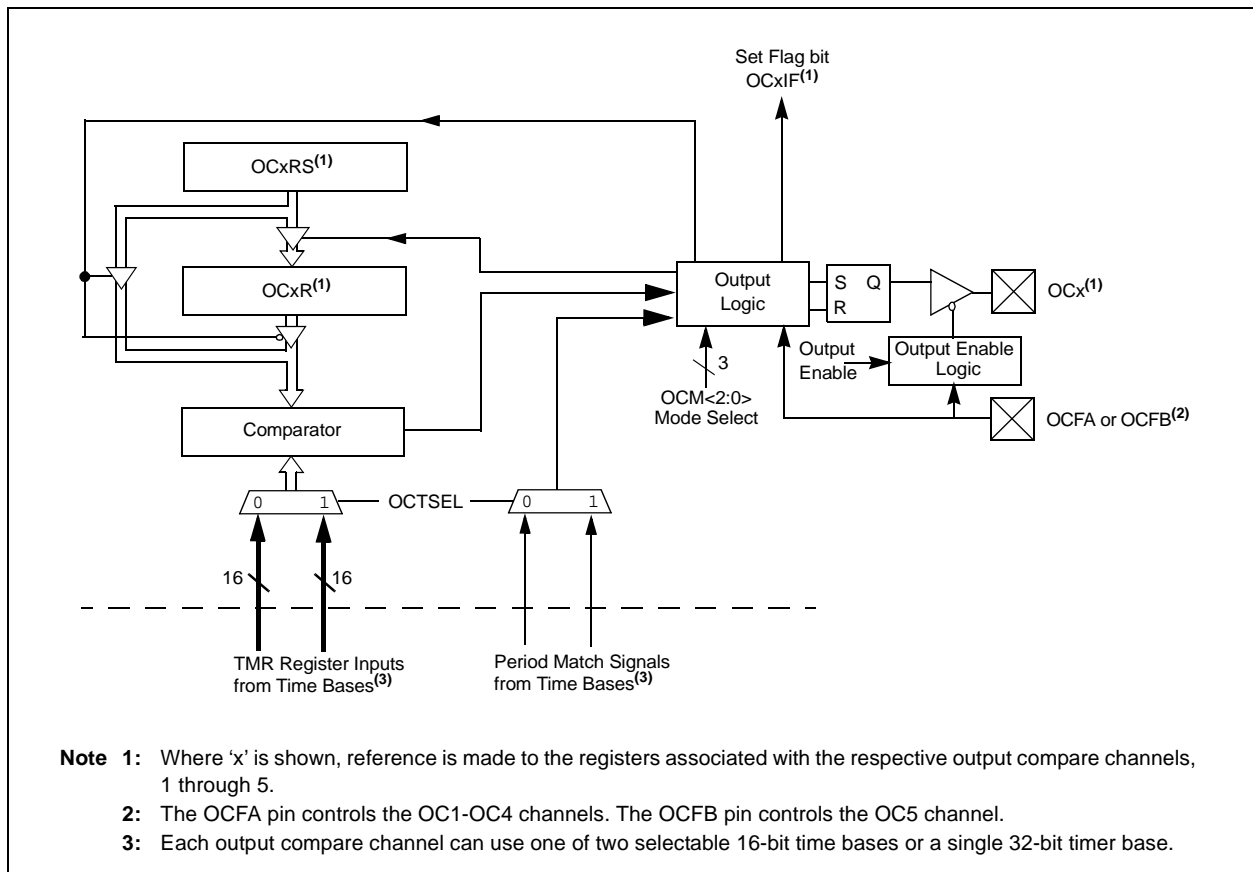 Set Flag bit
OCxIF(1)
OCxRS(1)
OCxR(1)
Output
Logic
S Q
R
OCx(1)
Output
Enable
Output Enable
Logic
3
OCM<2:0>
Mode Select
OCFA or OCFB(2)
Comparator
0 1
OCTSEL
0 1
16
16
TMR Register Inputs
from Time Bases(3)
Period Match Signals
from Time Bases(3)
Note 1: Where ‘x’ is shown, reference is made to the registers associated with the respective output compare channels,
1 through 5.
2: The OCFA pin controls the OC1-OC4 channels. The OCFB pin controls the OC5 channel.
3: Each output compare channel can use one of two selectable 16-bit time bases or a single 32-bit timer base.